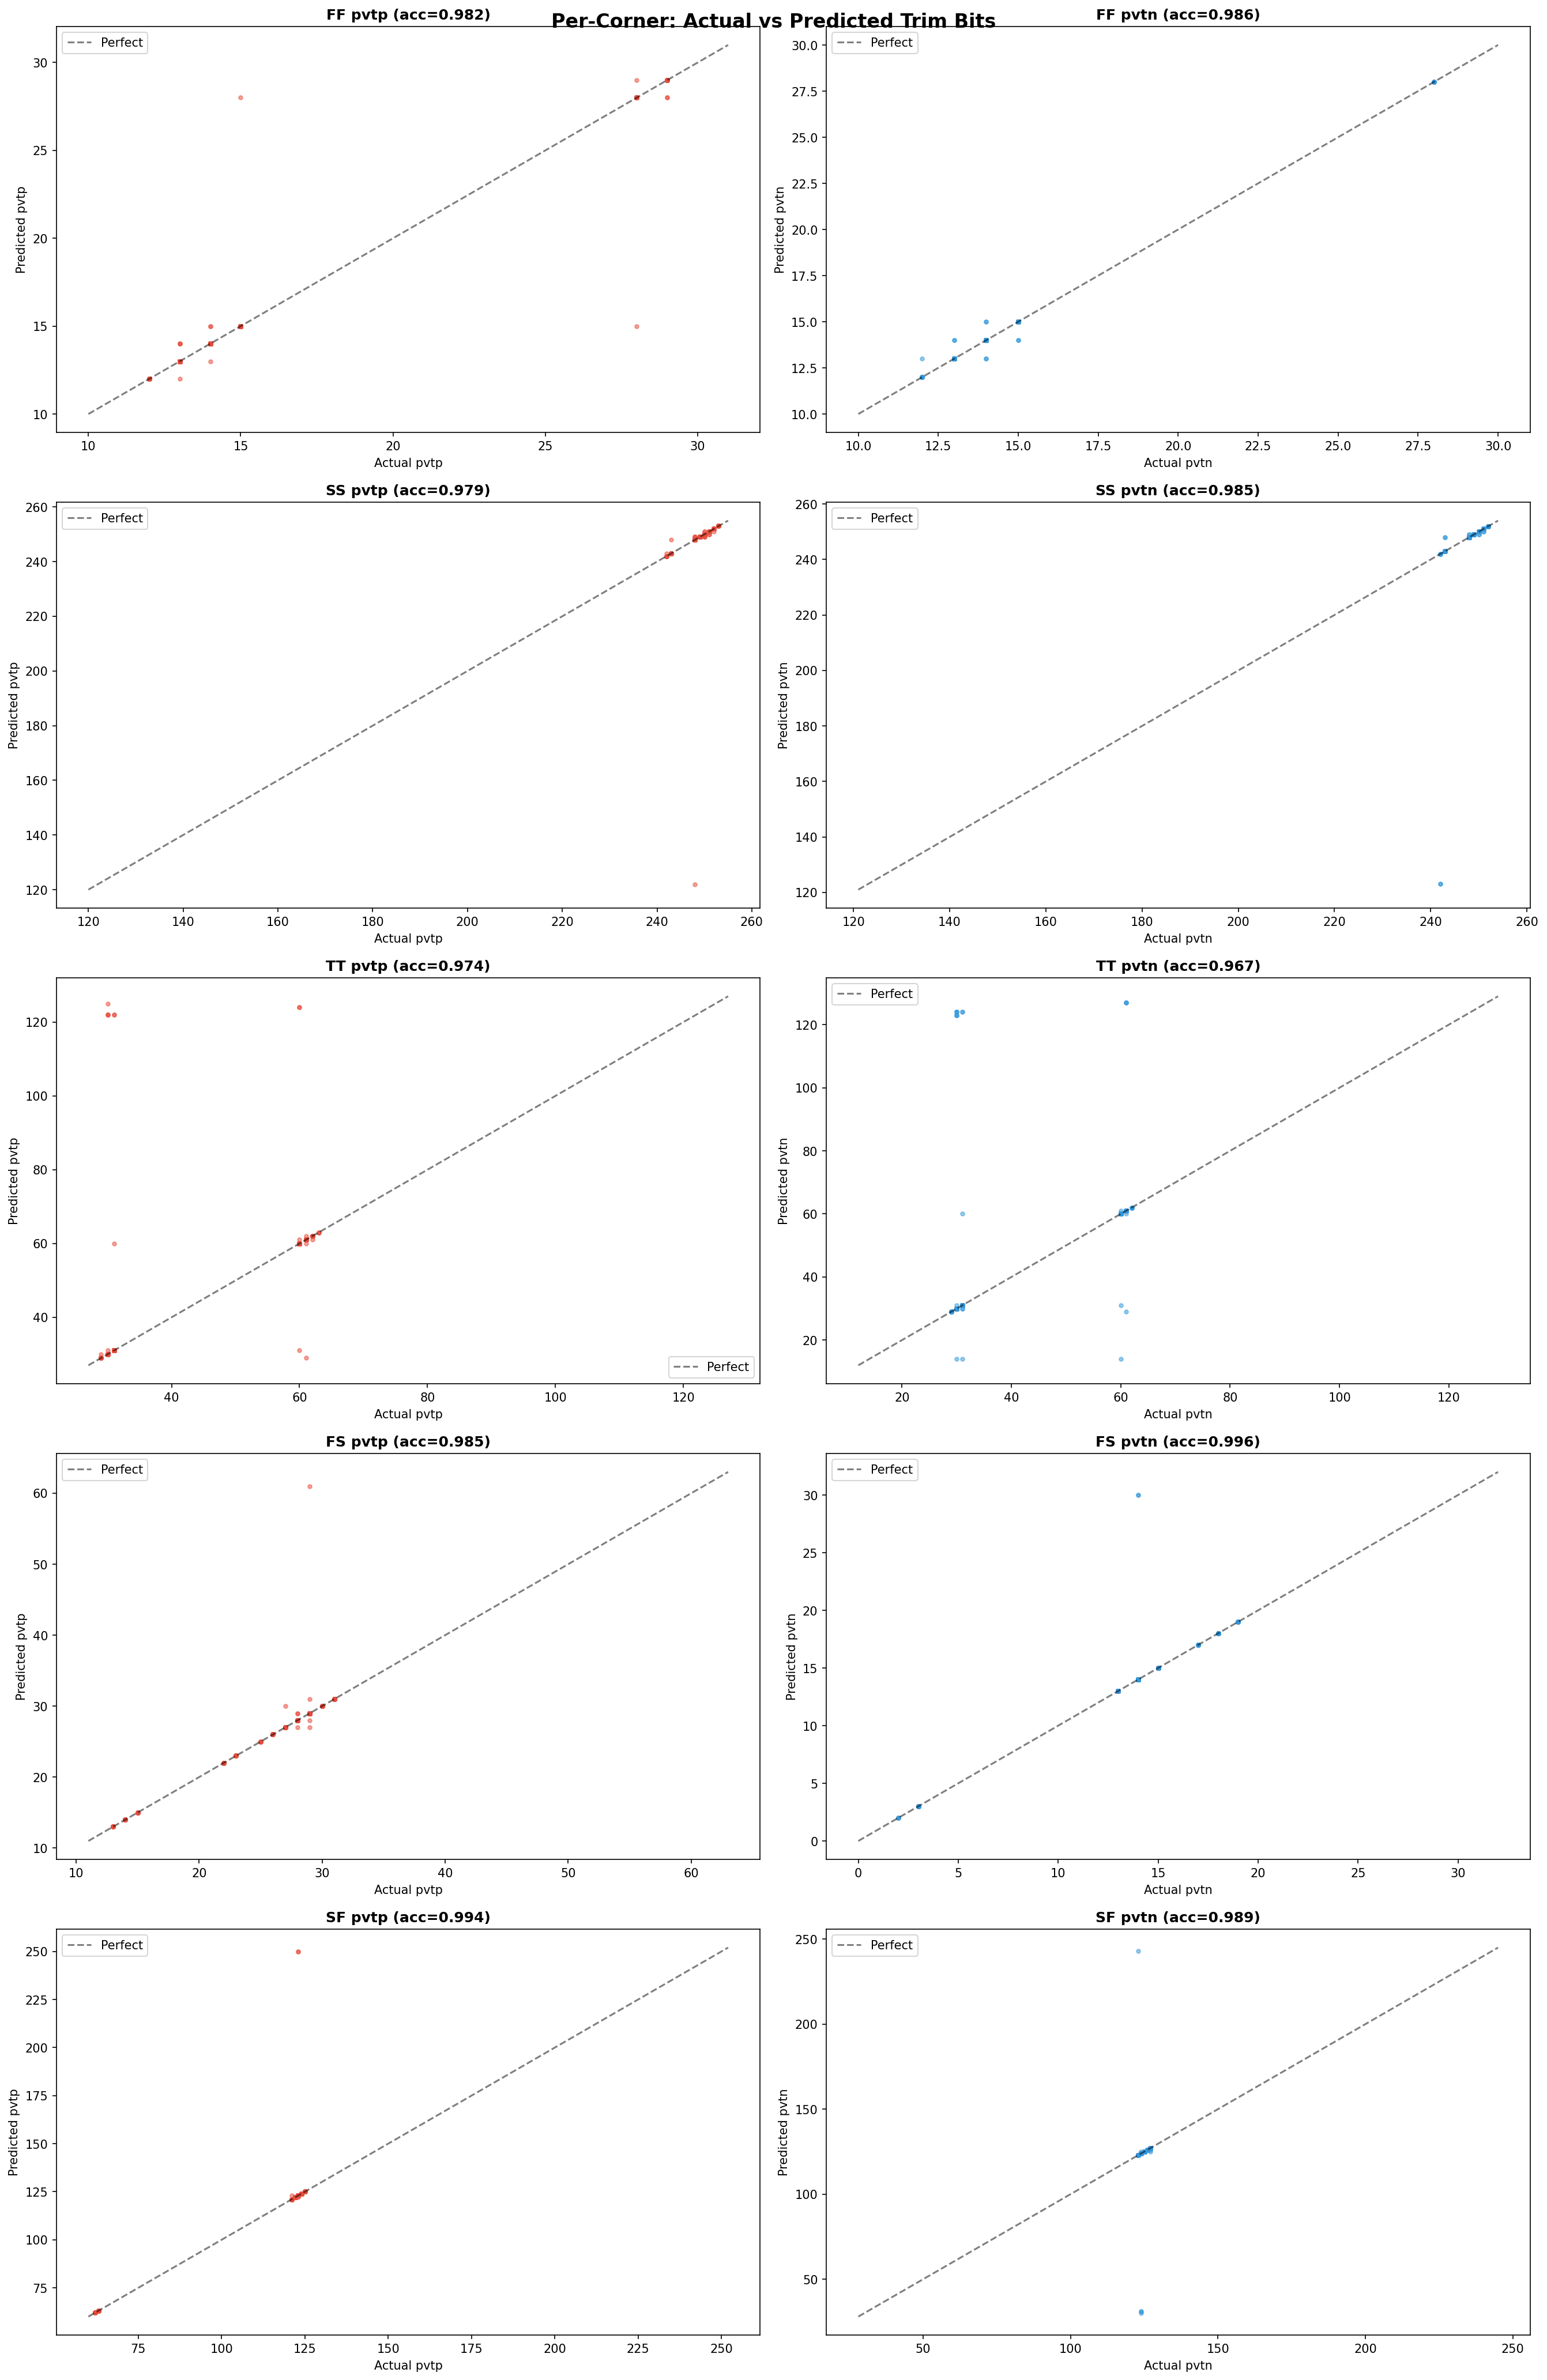 Per-Corner: Actual vs Predicted Trim Bits
FF pvtp (acc=0.982)
Perfect
30
25
20
15
10
Predicted pvtp
10 15 20 25 30
Actual pvtp
FF pvtn (acc=0.986)
Perfect
30.0
27.5
25.0
22.5
20.0
17.5
15.0
12.5
10.0
Predicted pvtn
10.0 12.5 15.0 17.5 20.0 22.5 25.0 27.5 30.0
Actual pvtn
SS pvtp (acc=0.979)
Perfect
260
240
220
200
180
160
140
120
Predicted pvtp
120 140 160 180 200 220 240 260
Actual pvtp
SS pvtn (acc=0.985)
Perfect
260
240
220
200
180
160
140
120
Predicted pvtn
120 140 160 180 200 220 240 260
Actual pvtn
TT pvtp (acc=0.974)
120
100
80
60
40
Predicted pvtp
Perfect
40 60 80 100 120
Actual pvtp
TT pvtn (acc=0.967)
Perfect
120
100
80
60
40
20
Predicted pvtn
20 40 60 80 100 120
Actual pvtn
FS pvtp (acc=0.985)
Perfect
60
50
40
30
20
10
Predicted pvtp
10 20 30 40 50 60
Actual pvtp
FS pvtn (acc=0.996)
Perfect
30
25
20
15
10
5
0
Predicted pvtn
0 5 10 15 20 25 30
Actual pvtn
SF pvtp (acc=0.994)
Perfect
250
225
200
175
150
125
100
75
Predicted pvtp
75 100 125 150 175 200 225 250
Actual pvtp
SF pvtn (acc=0.989)
Perfect
250
200
150
100
50
Predicted pvtn
50 100 150 200 250
Actual pvtn